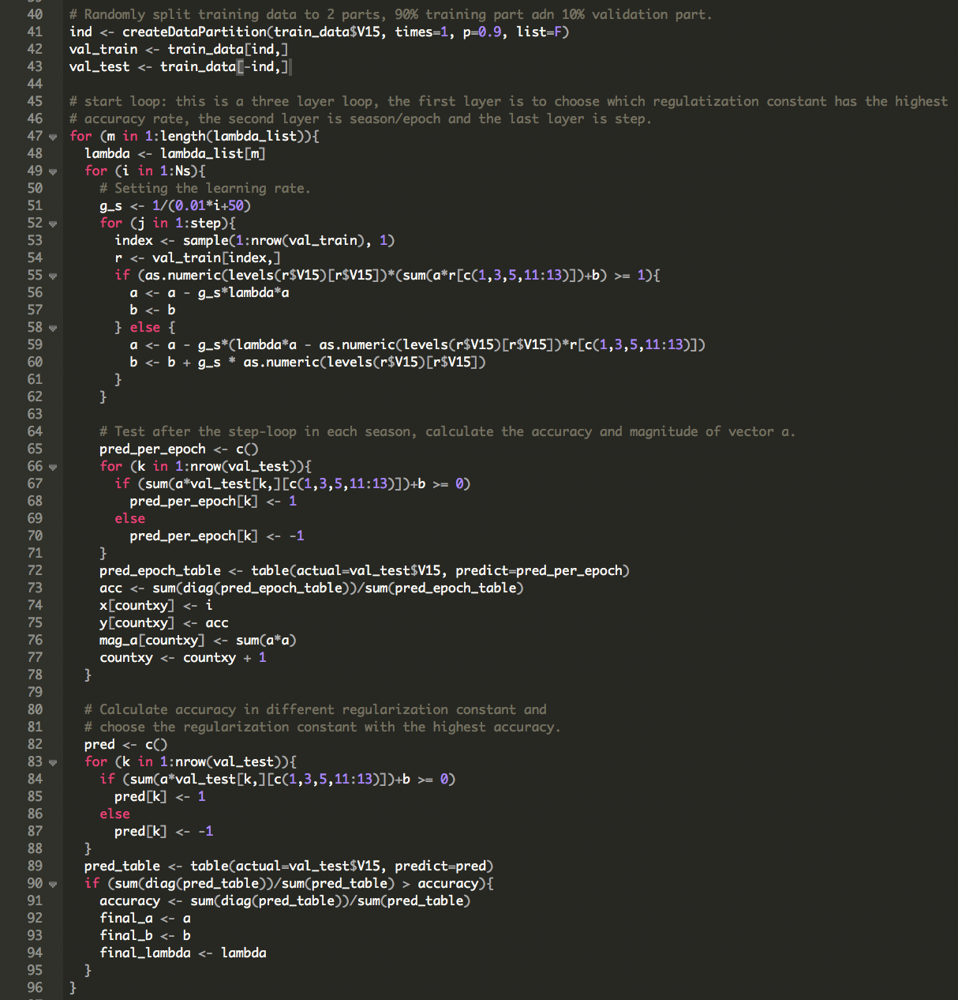 40 # Randomly split training data to 2 parts, 90% training part adn 10% validation part.
41 ind <- createDataPartition(train_data$V15, times=1, p=0.9, list=F)
42 val_train <- train_data[ind,]
43 val_test <- train_data[-ind,]
44
45 # start loop: this is a three layer loop, the first layer is to choose which regulatization constant has the highest
46 # accuracy rate, the second layer is season/epoch and the last layer is step.
47 for (m in 1:length(lambda_list)){
48   lambda <- lambda_list[m]
49   for (i in 1:Ns){
50     # Setting the learning rate.
51     g_s <- 1/(0.01*i+50)
52     for (j in 1:step){
53       index <- sample(1:nrow(val_train), 1)
54       r <- val_train[index,]
55       if (as.numeric(levels(r$V15)[r$V15])*(sum(a*r[c(1,3,5,11:13)])+b) >= 1){
56         a <- a - g_s*lambda*a
57         b <- b
58       } else {
59         a <- a - g_s*(lambda*a - as.numeric(levels(r$V15)[r$V15])*r[c(1,3,5,11:13)])
60         b <- b + g_s * as.numeric(levels(r$V15)[r$V15])
61       }
62     }
63
64     # Test after the step-loop in each season, calculate the accuracy and magnitude of vector a.
65     pred_per_epoch <- c()
66     for (k in 1:nrow(val_test)){
67       if (sum(a*val_test[k,][c(1,3,5,11:13)])+b >= 0)
68         pred_per_epoch[k] <- 1
69       else
70         pred_per_epoch[k] <- -1
71     }
72     pred_epoch_table <- table(actual=val_test$V15, predict=pred_per_epoch)
73     acc <- sum(diag(pred_epoch_table))/sum(pred_epoch_table)
74     x[countxy] <- i
75     y[countxy] <- acc
76     mag_a[countxy] <- sum(a*a)
77     countxy <- countxy + 1
78   }
79
80   # Calculate accuracy in different regularization constant and
81   # choose the regularization constant with the highest accuracy.
82   pred <- c()
83   for (k in 1:nrow(val_test)){
84     if (sum(a*val_test[k,][c(1,3,5,11:13)])+b >= 0)
85       pred[k] <- 1
86     else
87       pred[k] <- -1
88   }
89   pred_table <- table(actual=val_test$V15, predict=pred)
90   if (sum(diag(pred_table))/sum(pred_table) > accuracy){
91     accuracy <- sum(diag(pred_table))/sum(pred_table)
92     final_a <- a
93     final_b <- b
94     final_lambda <- lambda
95   }
96 }